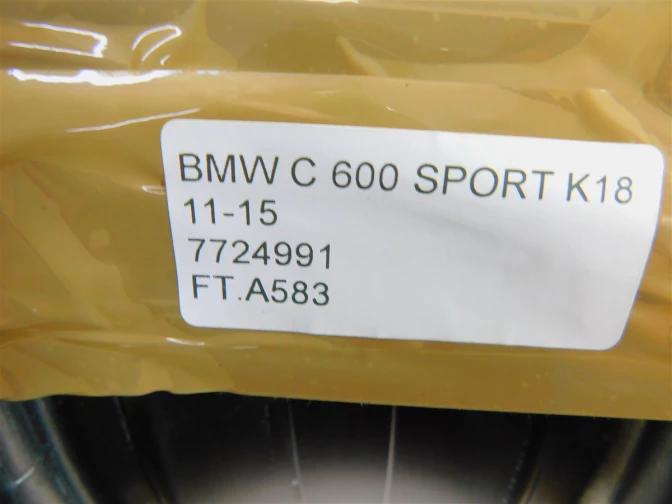 BMW C 600 SPORT K18
11-15
7724991
FT.A583